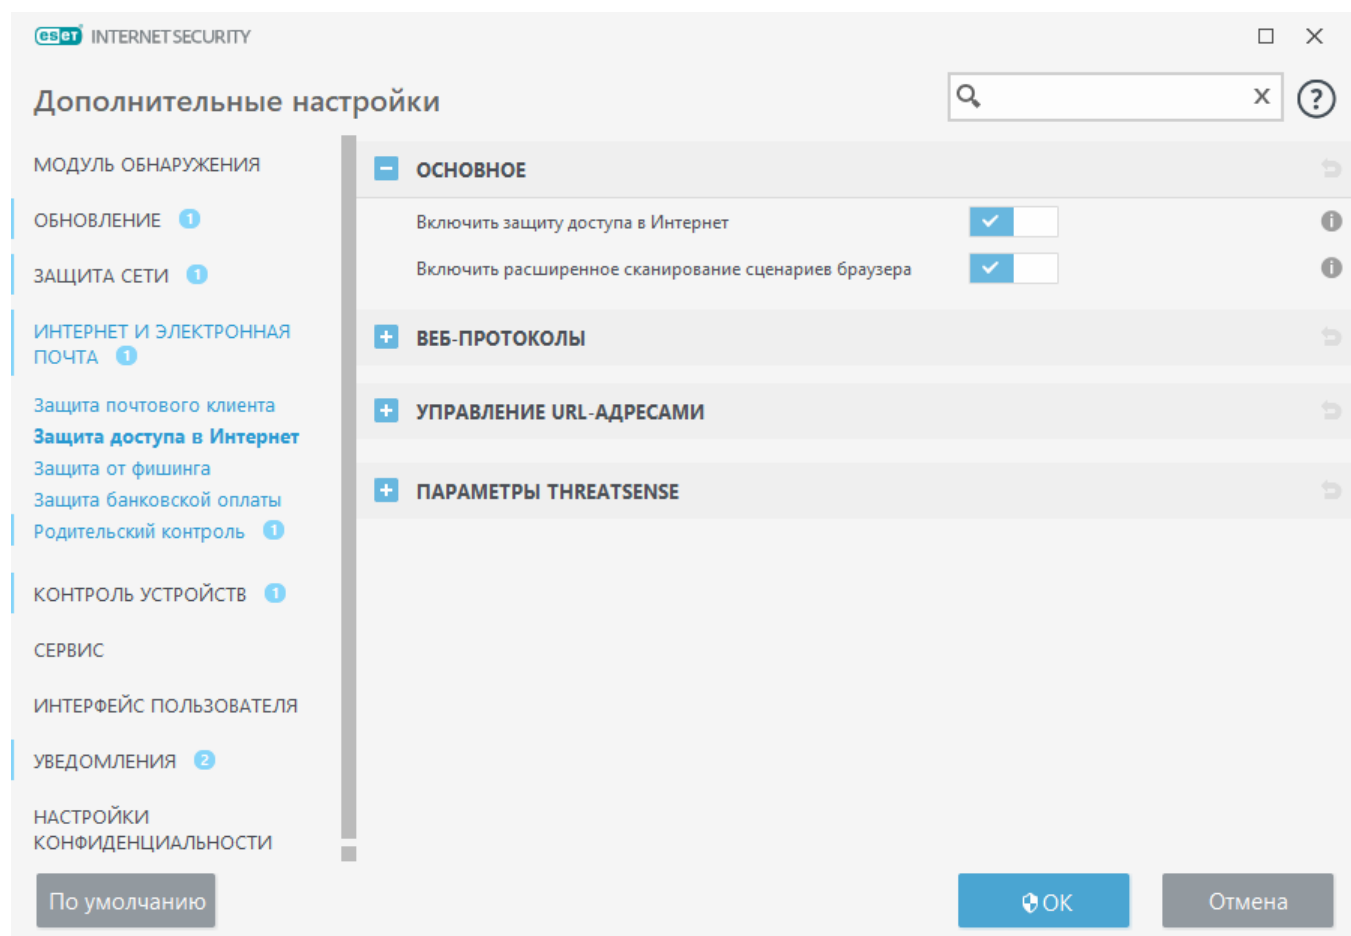 eset INTERNET SECURITY
Дополнительные настройки
x
?
МОДУЛЬ ОБНАРУЖЕНИЯ
ОБНОВЛЕНИЕ 1
ЗАЩИТА СЕТИ 1
ИНТЕРНЕТ И ЭЛЕКТРОННАЯ
ПОЧТА 1
Защита почтового клиента
Защита доступа в Интернет
Защита от фишинга
Защита банковской оплаты
Родительский контроль 1
КОНТРОЛЬ УСТРОЙСТВ 1
СЕРВИС
ИНТЕРФЕЙС ПОЛЬЗОВАТЕЛЯ
УВЕДОМЛЕНИЯ 2
НАСТРОЙКИ
КОНФИДЕНЦИАЛЬНОСТИ
ОСНОВНОЕ
Включить защиту доступа в Интернет
Включить расширенное сканирование сценариев браузера
ВЕБ-ПРОТОКОЛЫ
УПРАВЛЕНИЕ URL-АДРЕСАМИ
ПАРАМЕТРЫ THREATSENSE
По умолчанию
OK
Отмена